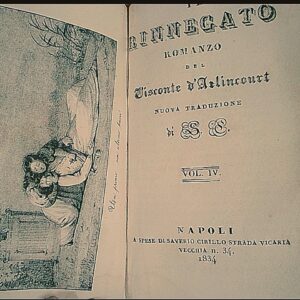 RINNEGATO
ROMANZO
DEL
Visconte d'Arlincourt
NUOVA TRADUZIONE
di S. C.
VOL. IV.
NAPOLI
A SPESE DI SAVERIO CIRILLO STRADA VICARIA
VECCHIA n. 34.
1834